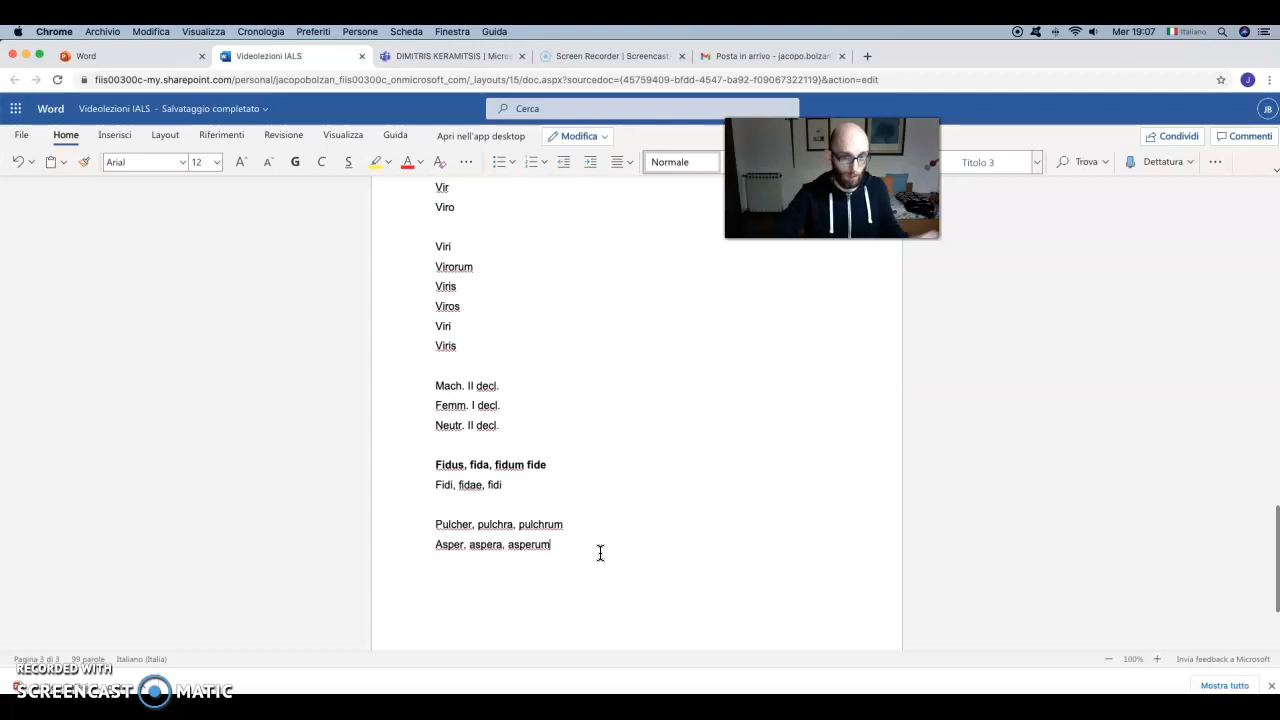 Chrome Archivio Modifica Visualizza Cronologia Preferiti Persone Scheda Finestra Guida Mer 19:07 Italiano
Word Videolezioni IALS DIMITRIS KERAMITSIS | Micros Screen Recorder | Screencast- Posta in arrivo - jacopo.bolzan
fiis00300c-my.sharepoint.com/personal/jacopobolzan_fiis00300c_onmicrosoft_com/_layouts/15/doc.aspx?sourcedoc={45759409-bfdd-4547-ba92-f09067322119}&action=edit J
Word Videolezioni IALS - Salvataggio completato Cerca JB
File Home Inserisci Layout Riferimenti Revisione Visualizza Guida Apri nell'app desktop Modifica Condividi Commenti
Arial 12 A A G C S A Normale Titolo 3 Trova Dettatura
Vir
Viro
Viri
Virorum
Viris
Viros
Viri
Viris
Mach. II decl.
Femm. I decl.
Neutr. II decl.
Fidus, fida, fidum fide
Fidi, fidae, fidi
Pulcher, pulchra, pulchrum
Asper, aspera, asperum
Pagina 3 di 3 99 parole Italiano (Italia) 100% Invia feedback a Microsoft
RECORDED WITH
SCREENCAST MATIC
Mostra tutto